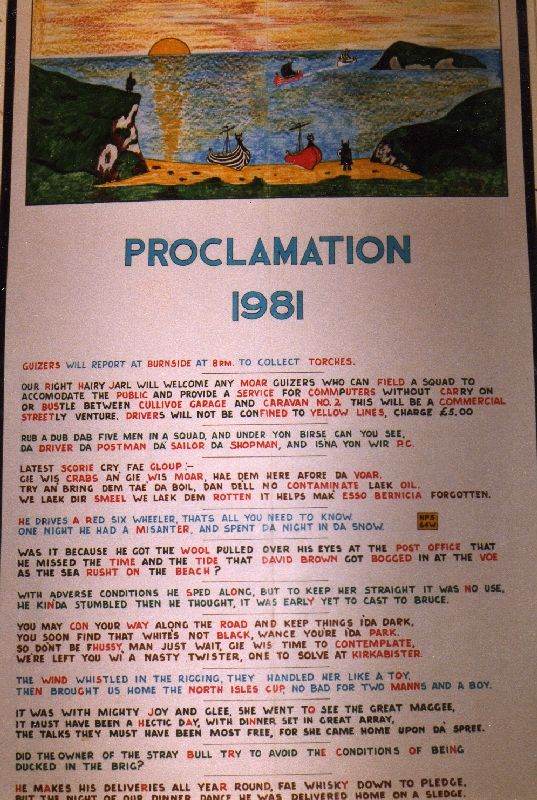 PROCLAMATION
1981
GUIZERS WILL REPORT AT BURNSIDE AT 8PM. TO COLLECT TORCHES.
OUR RIGHT HAIRY JARL WILL WELCOME ANY MOAR GUIZERS WHO CAN FIELD A SQUAD TO
ACCOMODATE THE PUBLIC AND PROVIDE A SERVICE FOR COMMPUTERS WITHOUT CARRY ON
OR BUSTLE BETWEEN CULLIVOE GARAGE AND CARAVAN NO. 2 THIS WILL BE A COMMERCIAL
STREETLY VENTURE. DRIVERS WILL NOT BE CONFINED TO YELLOW LINES, CHARGE £5.00
RUB A DUB DAB FIVE MEN IN A SQUAD, AND UNDER YON BIRSE CAN YOU SEE,
DA DRIVER DA POSTMAN DA SAILOR DA SHOPMAN, AND ISNA YON WIR P.C.
LATEST SCORIE CRY FAE GLOUP :-
GIE WIS CRABS AN GIE WIS MOAR, HAE DEM HERE AFORE DA VOAR.
TRY AN BRING DEM TAE DA BOIL, DAN DELL NO CONTAMINATE LAEK OIL.
WE LAEK DIR SMEEL WE LAEK DEM ROTTEN IT HELPS MAK ESSO BERNICIA FORGOTTEN.
HE DRIVES A RED SIX WHEELER, THATS ALL YOU NEED TO KNOW.
ONE NIGHT HE HAD A MISANTER, AND SPENT DA NIGHT IN DA SNOW.
WAS IT BECAUSE HE GOT THE WOOL PULLED OVER HIS EYES AT THE POST OFFICE THAT
HE MISSED THE TIME AND THE TIDE THAT DAVID BROWN GOT BOGGED IN AT THE VOE
AS THE SEA RUSHT ON THE BEACH ?
WITH ADVERSE CONDITIONS HE SPED ALONG, BUT TO KEEP HER STRAIGHT IT WAS NO USE,
HE KINDA STUMBLED THEN HE THOUGHT, IT WAS EARLY YET TO CAST TO BRUCE.
YOU MAY CON YOUR WAY ALONG THE ROAD AND KEEP THINGS IDA DARK,
YOU SOON FIND THAT WHITE'S NOT BLACK, WANCE YOU'RE IDA PARK.
SO DON'T BE FHUSSY MAN JUST WAIT, GIE WIS TIME TO CONTEMPLATE,
WE'RE LEFT YOU WI' A NASTY TWISTER, ONE TO SOLVE AT KIRKABISTER.
THE WIND WHISTLED IN THE RIGGING, THEY HANDLED HER LIKE A TOY,
THEN BROUGHT US HOME THE NORTH ISLES CUP, NO BAD FOR TWO MANNS AND A BOY.
IT WAS WITH MIGHTY JOY AND GLEE, SHE WENT TO SEE THE GREAT MAGGEE,
IT MUST HAVE BEEN A HECTIC DAY, WITH DINNER SET IN GREAT ARRAY,
THE TALKS THEY MUST HAVE BEEN MOST FREE, FOR SHE CAME HOME UPON DA SPREE.
DID THE OWNER OF THE STRAY BULL TRY TO AVOID THE CONDITIONS OF BEING
DUCKED IN THE BRIG?
HE MAKES HIS DELIVERIES ALL YEAR ROUND, FAE WHISKY DOWN TO PLEDGE,
BUT THE NIGHT OF OUR DINNER DANCE HE WAS DELIVERED HOME ON A SLEDGE.